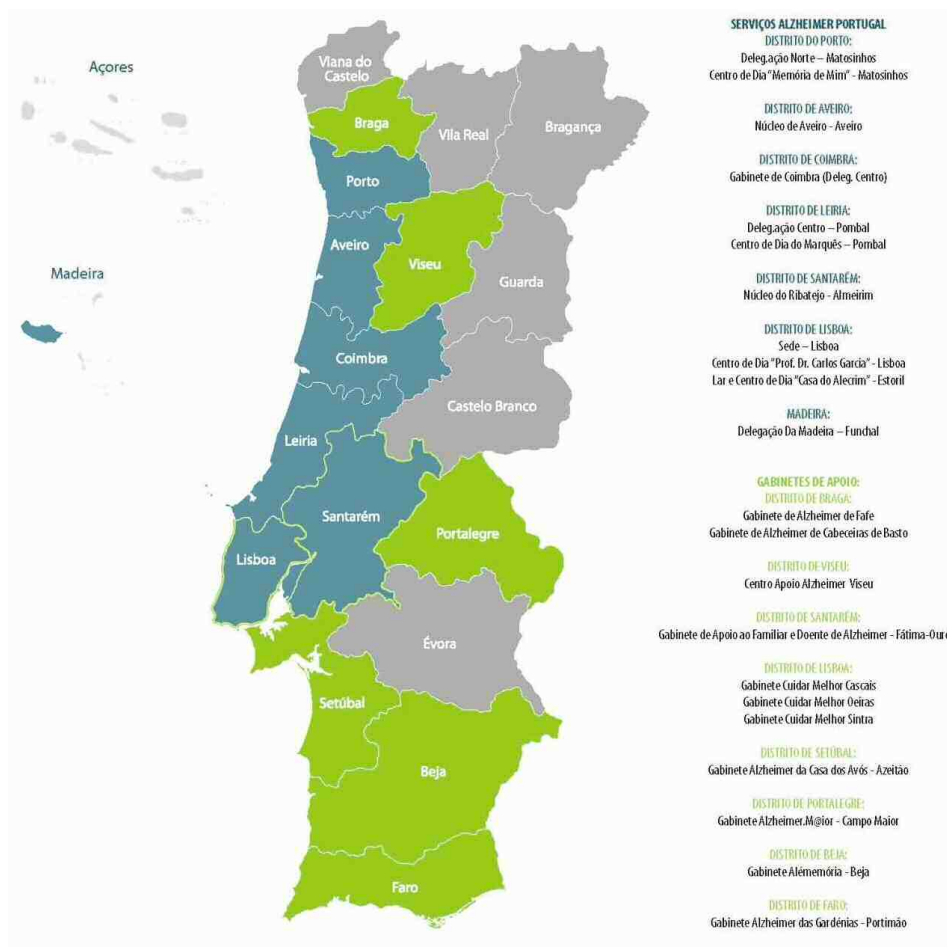 Açores
Madeira
Viana do
Castelo
Braga
Vila Real
Bragança
Porto
Aveiro
Viseu
Guarda
Coimbra
Castelo Branco
Leiria
Santarém
Lisboa
Portalegre
Évora
Setúbal
Beja
Faro
SERVIÇOS ALZHEIMER PORTUGAL
DISTRITO DO PORTO:
Deleg.ação Norte – Matosinhos
Centro de Dia "Memória de Mim" - Matosinhos
DISTRITO DE AVEIRO:
Núcleo de Aveiro - Aveiro
DISTRITO DE COIMBRA:
Gabinete de Coimbra (Deleg. Centro)
DISTRITO DE LEIRIA:
Deleg.ação Centro – Pombal
Centro de Dia do Marquês – Pombal
DISTRITO DE SANTARÉM:
Núcleo do Ribatejo - Almeirim
DISTRITO DE LISBOA:
Sede – Lisboa
Centro de Dia "Prof. Dr. Carlos Garcia" - Lisboa
Lar e Centro de Dia "Casa do Alecrim" - Estoril
MADEIRA:
Delegação Da Madeira – Funchal
GABINETES DE APOIO:
DISTRITO DE BRAGA:
Gabinete de Alzheimer de Fafe
Gabinete de Alzheimer de Cabeceiras de Basto
DISTRITO DE VISEU:
Centro Apoio Alzheimer Viseu
DISTRITO DE SANTARÉM:
Gabinete de Apoio ao Familiar e Doente de Alzheimer - Fátima-Oure
DISTRITO DE LISBOA:
Gabinete Cuidar Melhor Cascais
Gabinete Cuidar Melhor Oeiras
Gabinete Cuidar Melhor Sintra
DISTRITO DE SETÚBAL:
Gabinete Alzheimer da Casa dos Avós - Azeitão
DISTRITO DE PORTALEGRE:
Gabinete Alzheimer.M@ior - Campo Maior
DISTRITO DE BEJA:
Gabinete Alémemória - Beja
DISTRITO DE FARO:
Gabinete Alzheimer das Gardénias - Portimão